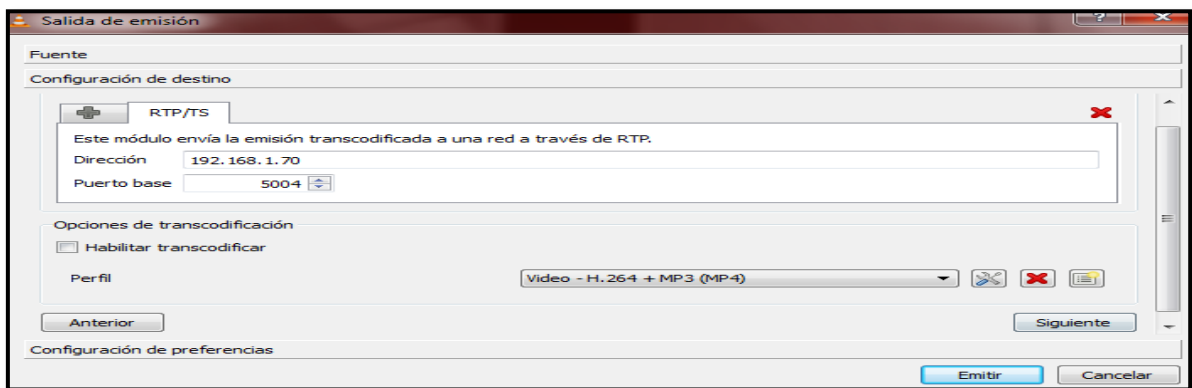 Salida de emisión
Fuente
Configuración de destino
RTP/TS
Este módulo envía la emisión transcodificada a una red a través de RTP.
Dirección 192.168.1.70
Puerto base 5004
Opciones de transcodificación
Habilitar transcodificar
Perfil Video - H.264 + MP3 (MP4)
Anterior Siguiente
Configuración de preferencias
Emitir Cancelar